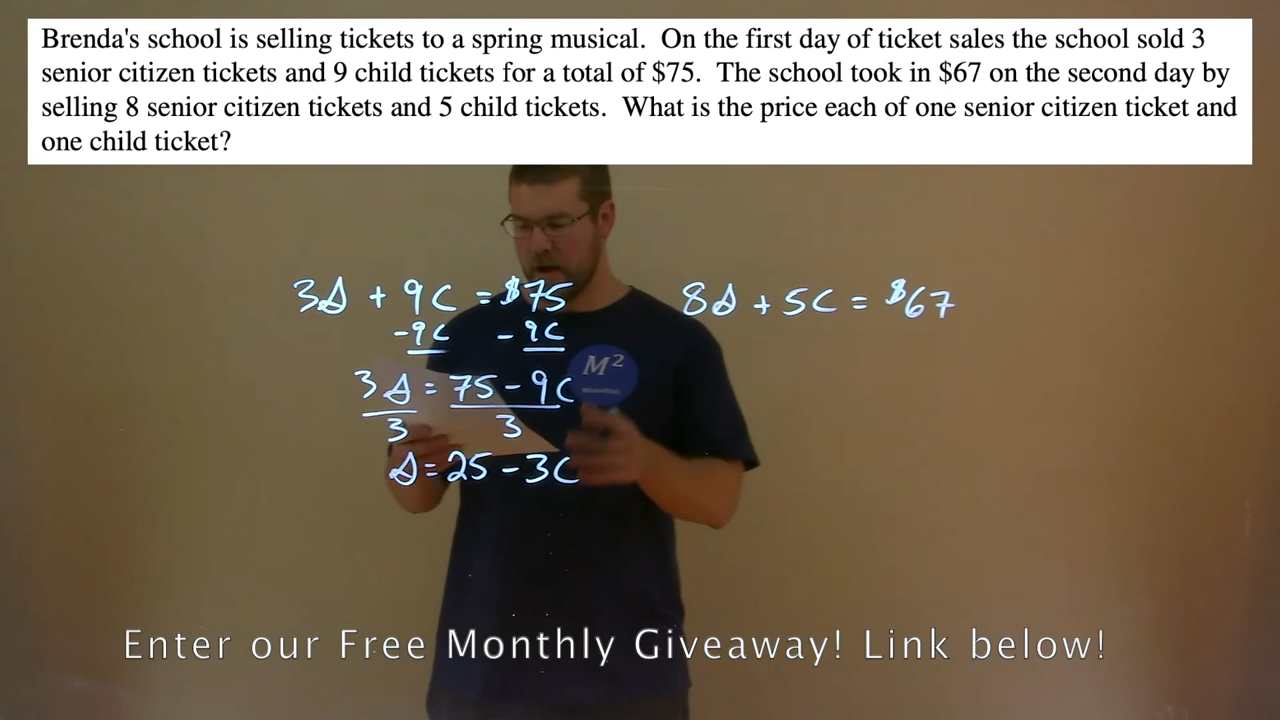 Brenda's school is selling tickets to a spring musical. On the first day of ticket sales the school sold 3
senior citizen tickets and 9 child tickets for a total of $75. The school took in $67 on the second day by
selling 8 senior citizen tickets and 5 child tickets. What is the price each of one senior citizen ticket and
one child ticket?
3s + 9c = $75
-9c -9c
3s = 75 - 9c
3 3
s = 25 - 3c
8s + 5c = $67
M²
Enter our Free Monthly Giveaway! Link below!